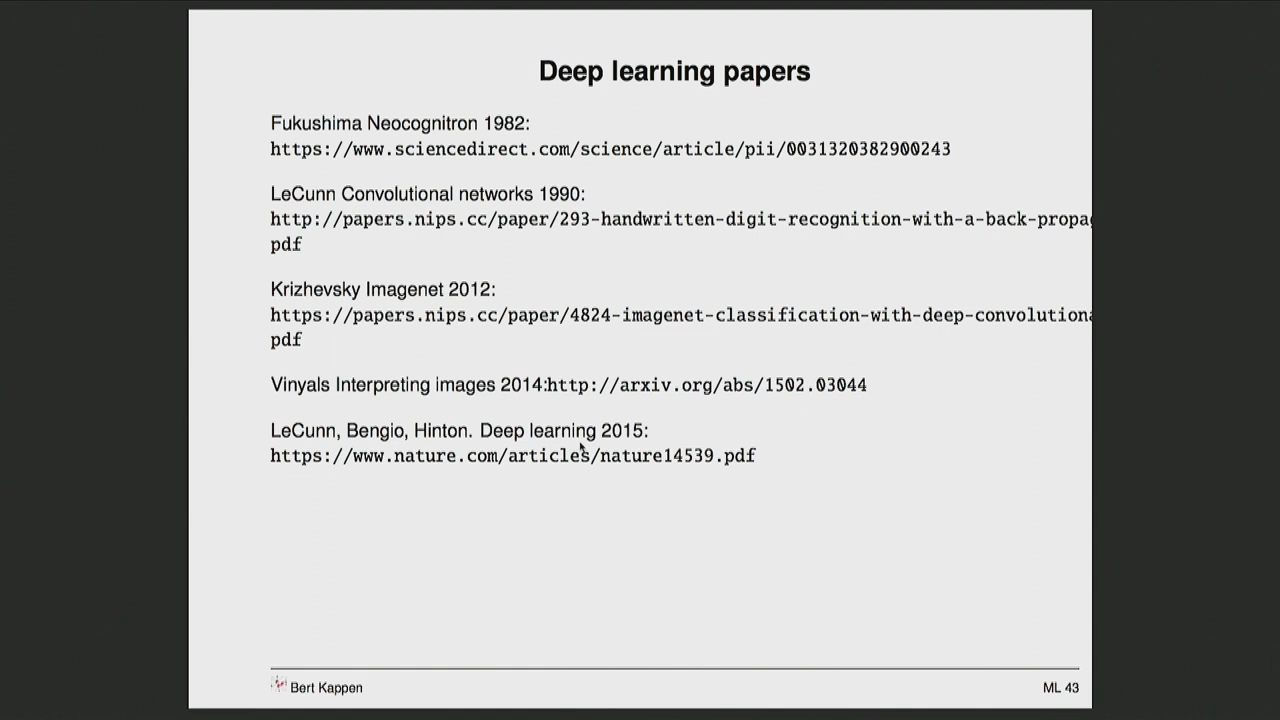 Deep learning papers
Fukushima Neocognitron 1982:
https://www.sciencedirect.com/science/article/pii/0031320382900243
LeCunn Convolutional networks 1990:
http://papers.nips.cc/paper/293-handwritten-digit-recognition-with-a-back-propag
pdf
Krizhevsky Imagenet 2012:
https://papers.nips.cc/paper/4824-imagenet-classification-with-deep-convolutiona
pdf
Vinyals Interpreting images 2014:http://arxiv.org/abs/1502.03044
LeCunn, Bengio, Hinton. Deep learning 2015:
https://www.nature.com/articles/nature14539.pdf
Bert Kappen
ML 43